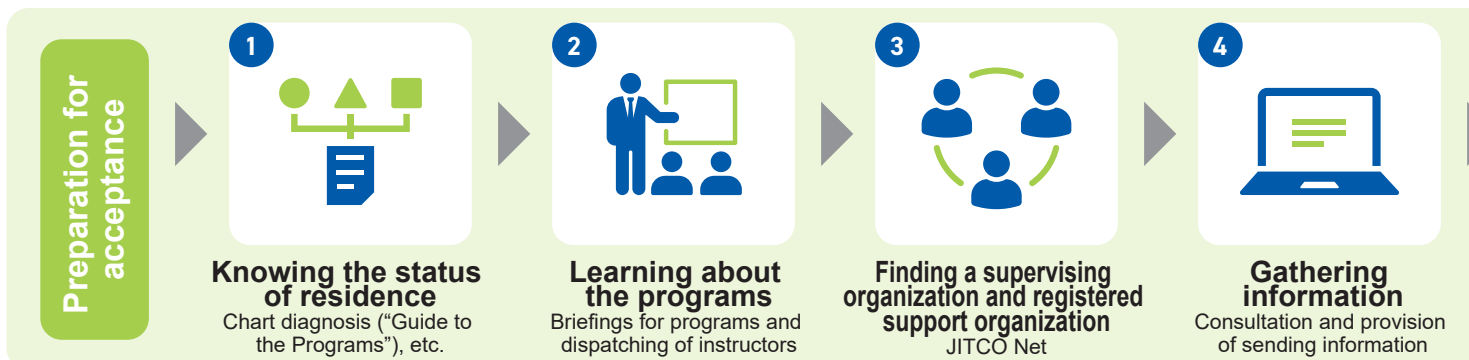 Preparation for
acceptance
1
Knowing the status
of residence
Chart diagnosis (“Guide to
the Programs”), etc.
2
Learning about
the programs
Briefings for programs and
dispatching of instructors
3
Finding a supervising
organization and registered
support organization
JITCO Net
4
Gathering
information
Consultation and provision
of sending information